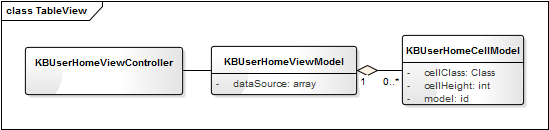 class TableView
KBUserHomeViewController
KBUserHomeViewModel
- dataSource: array
1
0..*
KBUserHomeCellModel
- cellClass: Class
- cellHeight: int
- model: id